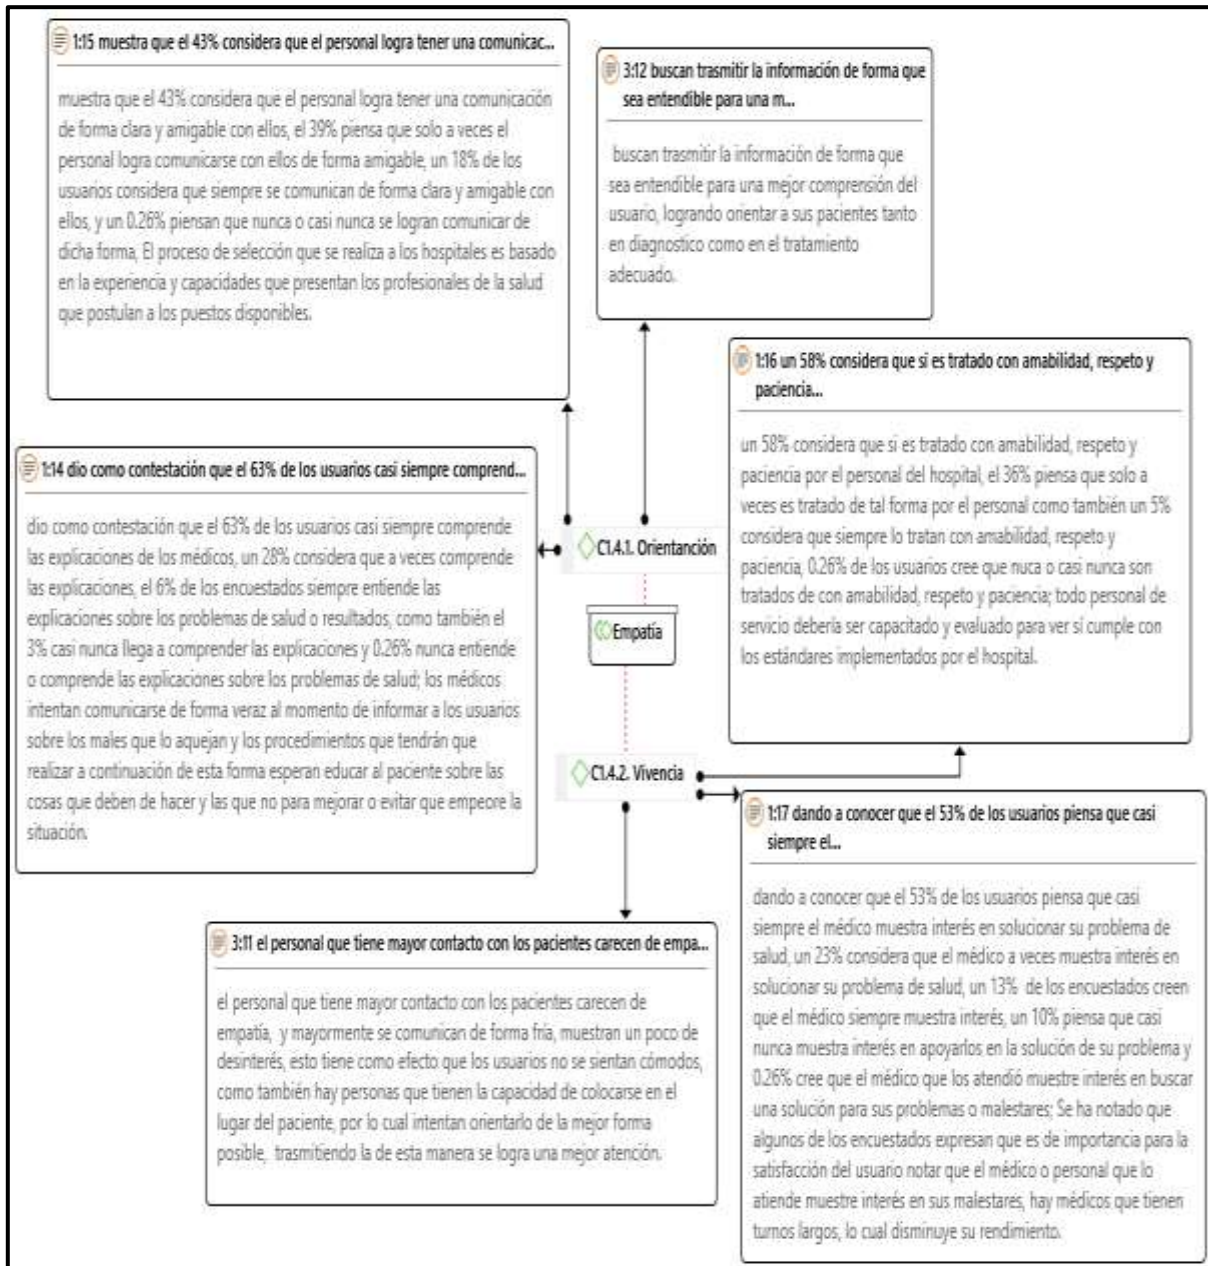 1:15 muestra que el 43% considera que el personal logra tener una comunicac...
muestra que el 43% considera que el personal logra tener una comunicación
de forma clara y amigable con ellos, el 39% piensa que solo a veces el
personal logra comunicarse con ellos de forma amigable, un 18% de los
usuarios considera que siempre se comunican de forma clara y amigable con
ellos, y un 0.26% piensan que nunca o casi nunca se logran comunicar de
dicha forma, El proceso de selección que se realiza a los hospitales es basado
en la experiencia y capacidades que presentan los profesionales de la salud
que postulan a los puestos disponibles.
3:12 buscan trasmitir la información de forma que
sea entendible para una m...
buscan trasmitir la información de forma que
sea entendible para una mejor comprensión del
usuario, logrando orientar a sus pacientes tanto
en diagnostico como en el tratamiento
adecuado.
1:16 un 58% considera que si es tratado con amabilidad, respeto y
paciencia...
un 58% considera que si es tratado con amabilidad, respeto y
paciencia por el personal del hospital, el 36% piensa que solo a
veces es tratado de tal forma por el personal como también un 5%
considera que siempre lo tratan con amabilidad, respeto y
paciencia, 0.26% de los usuarios cree que nuca o casi nunca son
tratados de con amabilidad, respeto y paciencia; todo personal de
servicio debería ser capacitado y evaluado para ver sí cumple con
los estándares implementados por el hospital.
1:14 dio como contestación que el 63% de los usuarios casi siempre comprend...
dio como contestación que el 63% de los usuarios casi siempre comprende
las explicaciones de los médicos, un 28% considera que a veces comprende
las explicaciones, el 6% de los encuestados siempre entiende las
explicaciones sobre los problemas de salud o resultados, como también el
3% casi nunca llega a comprender las explicaciones y 0.26% nunca entiende
o comprende las explicaciones sobre los problemas de salud; los médicos
intentan comunicarse de forma veraz al momento de informar a los usuarios
sobre los males que lo aquejan y los procedimientos que tendrán que
realizar a continuación de esta forma esperan educar al paciente sobre las
cosas que deben de hacer y las que no para mejorar o evitar que empeore la
situación.
C1.4.1. Orientanción
Empatía
C1.4.2. Vivencia
1:17 dando a conocer que el 53% de los usuarios piensa que casi
siempre el...
dando a conocer que el 53% de los usuarios piensa que casi
siempre el médico muestra interés en solucionar su problema de
salud, un 23% considera que el médico a veces muestra interés en
solucionar su problema de salud, un 13% de los encuestados creen
que el médico siempre muestra interés, un 10% piensa que casi
nunca muestra interés en apoyarlos en la solución de su problema y
0.26% cree que el médico que los atendió muestre interés en buscar
una solución para sus problemas o malestares; Se ha notado que
algunos de los encuestados expresan que es de importancia para la
satisfacción del usuario notar que el médico o personal que lo
atiende muestre interés en sus malestares, hay médicos que tienen
turnos largos, lo cual disminuye su rendimiento.
3:11 el personal que tiene mayor contacto con los pacientes carecen de empa...
el personal que tiene mayor contacto con los pacientes carecen de
empatía, y mayormente se comunican de forma fría, muestran un poco de
desinterés, esto tiene como efecto que los usuarios no se sientan cómodos,
como también hay personas que tienen la capacidad de colocarse en el
lugar del paciente, por lo cual intentan orientarlo de la mejor forma
posible, trasmitiendo la de esta manera se logra una mejor atención.